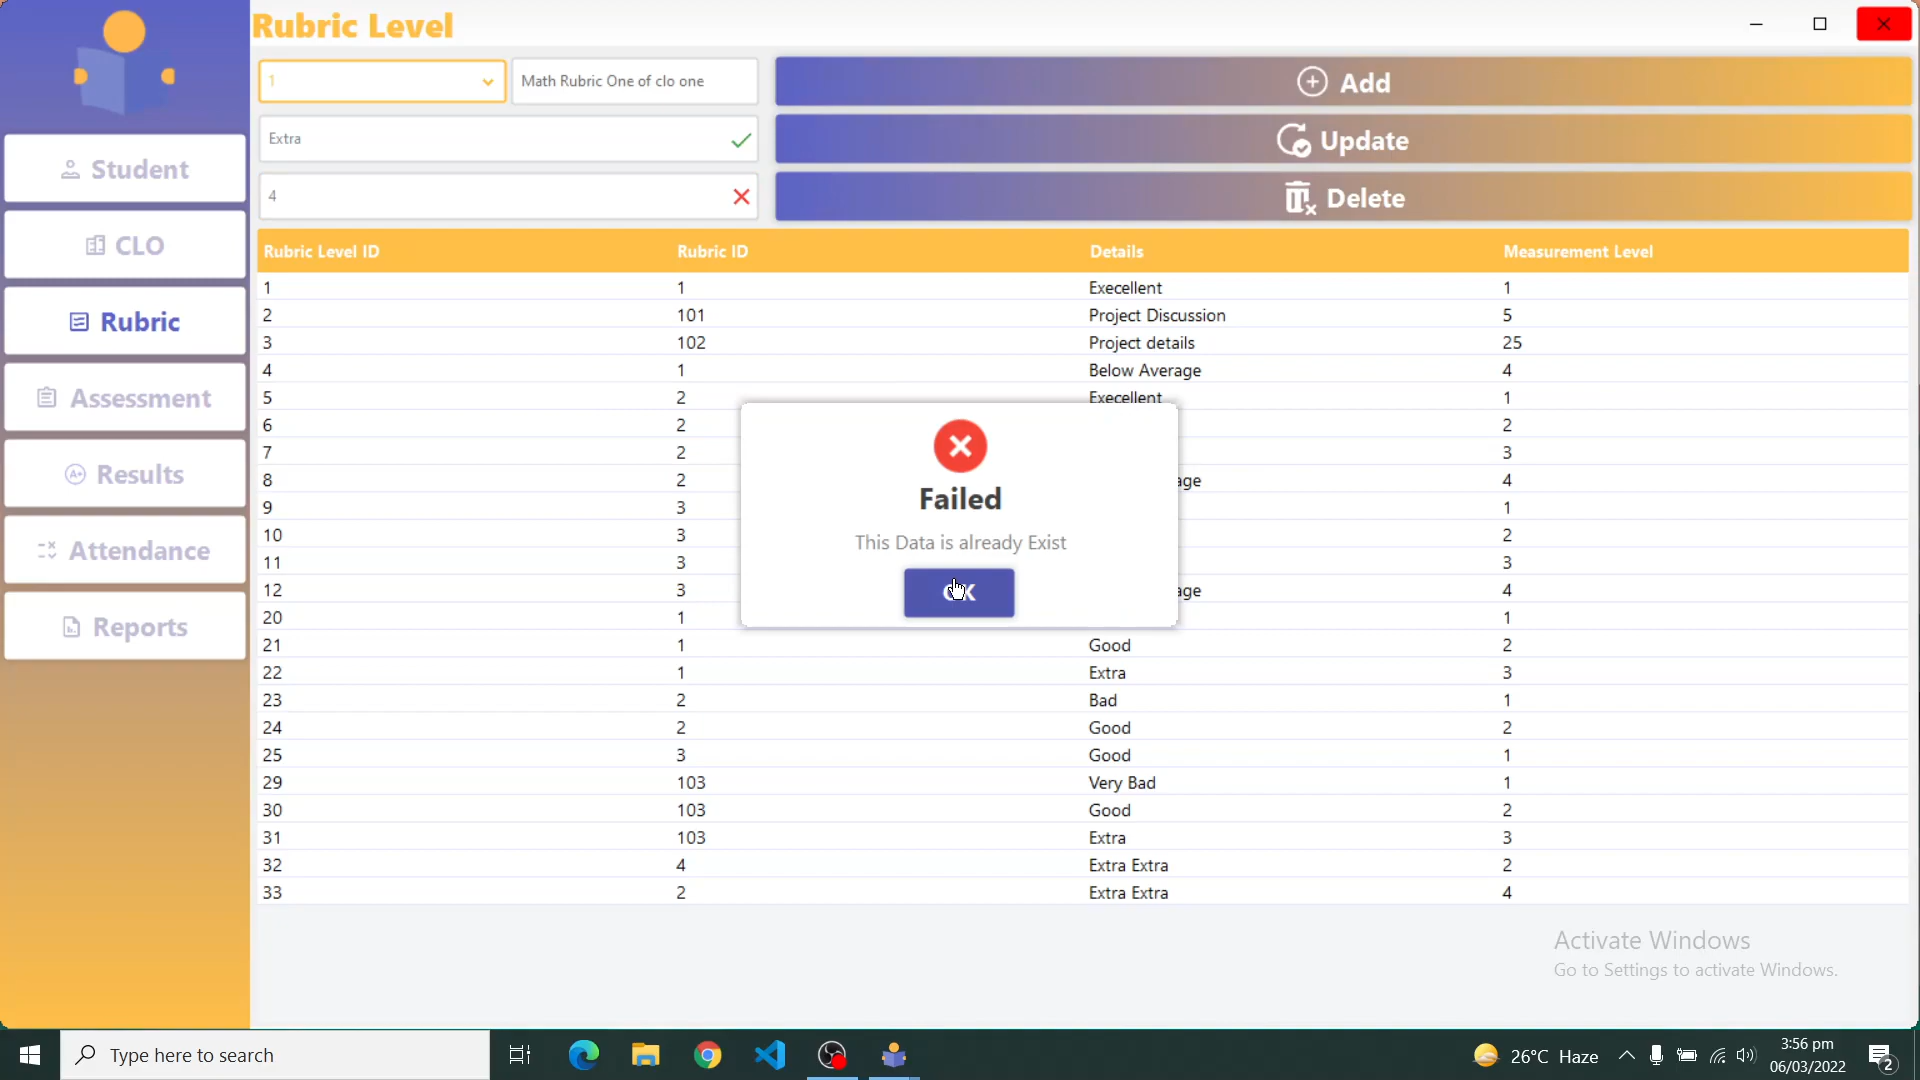 Rubric Level
1
Math Rubric One of clo one
Add
Extra
Update
4
Delete
Student
CLO
Rubric
Assessment
Results
Attendance
Reports
Rubric Level ID Rubric ID Details Measurement Level
1 1 Execellent 1
2 101 Project Discussion 5
3 102 Project details 25
4 1 Below Average 4
5 2 Execellent 1
6 2 2
7 2 3
8 2 age 4
9 3 1
10 3 2
11 3 3
12 3 age 4
20 1 1
21 1 Good 2
22 1 Extra 3
23 2 Bad 1
24 2 Good 2
25 3 Good 1
29 103 Very Bad 1
30 103 Good 2
31 103 Extra 3
32 4 Extra Extra 2
33 2 Extra Extra 4
Failed
This Data is already Exist
OK
Activate Windows
Go to Settings to activate Windows.
Type here to search
26°C Haze
3:56 pm
06/03/2022
2